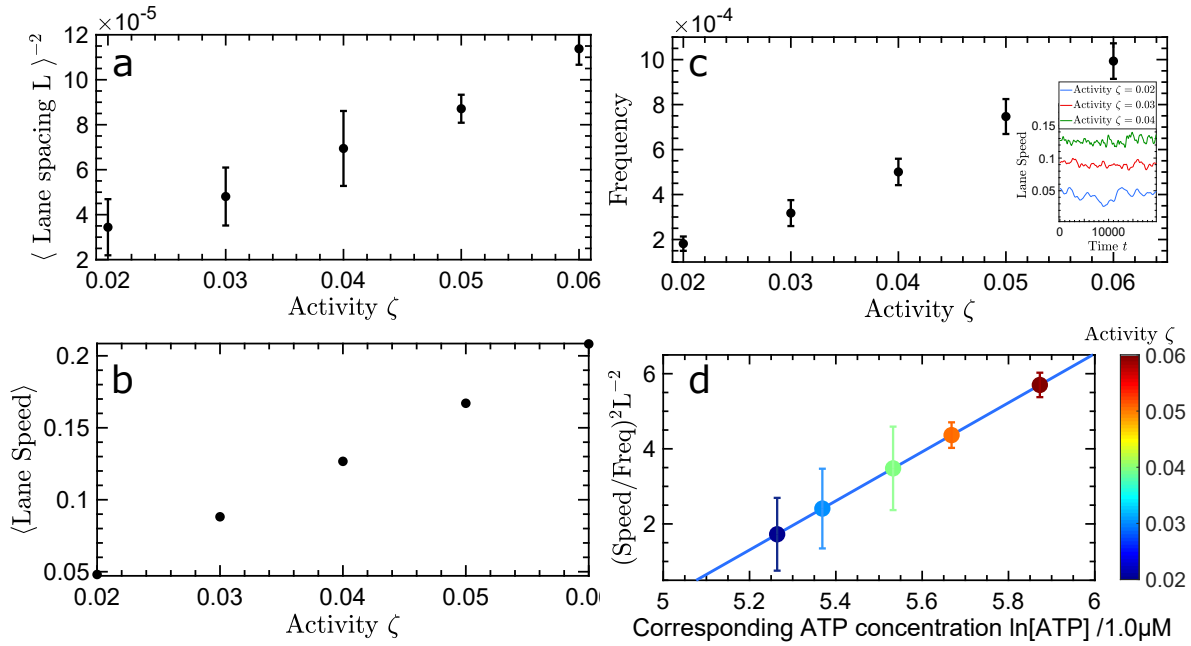 ×10⁻⁵
12
10
8
6
4
2
a
⟨ Lane spacing L ⟩⁻²
0.02 0.03 0.04 0.05 0.06
Activity ζ
×10⁻⁴
10
8
6
4
2
c
Frequency
0.02 0.03 0.04 0.05 0.06
Activity ζ
Activity ζ = 0.02
Activity ζ = 0.03
Activity ζ = 0.04
0.15
0.1
0.05
Lane Speed
0 10000
Time t
0.2
0.15
0.1
0.05
b
⟨Lane Speed⟩
0.02 0.03 0.04 0.05 0.0
Activity ζ
6
4
2
d
(Speed/Freq)²L⁻²
5 5.2 5.4 5.6 5.8 6
Corresponding ATP concentration ln[ATP] /1.0μM
Activity ζ
0.06
0.05
0.04
0.03
0.02